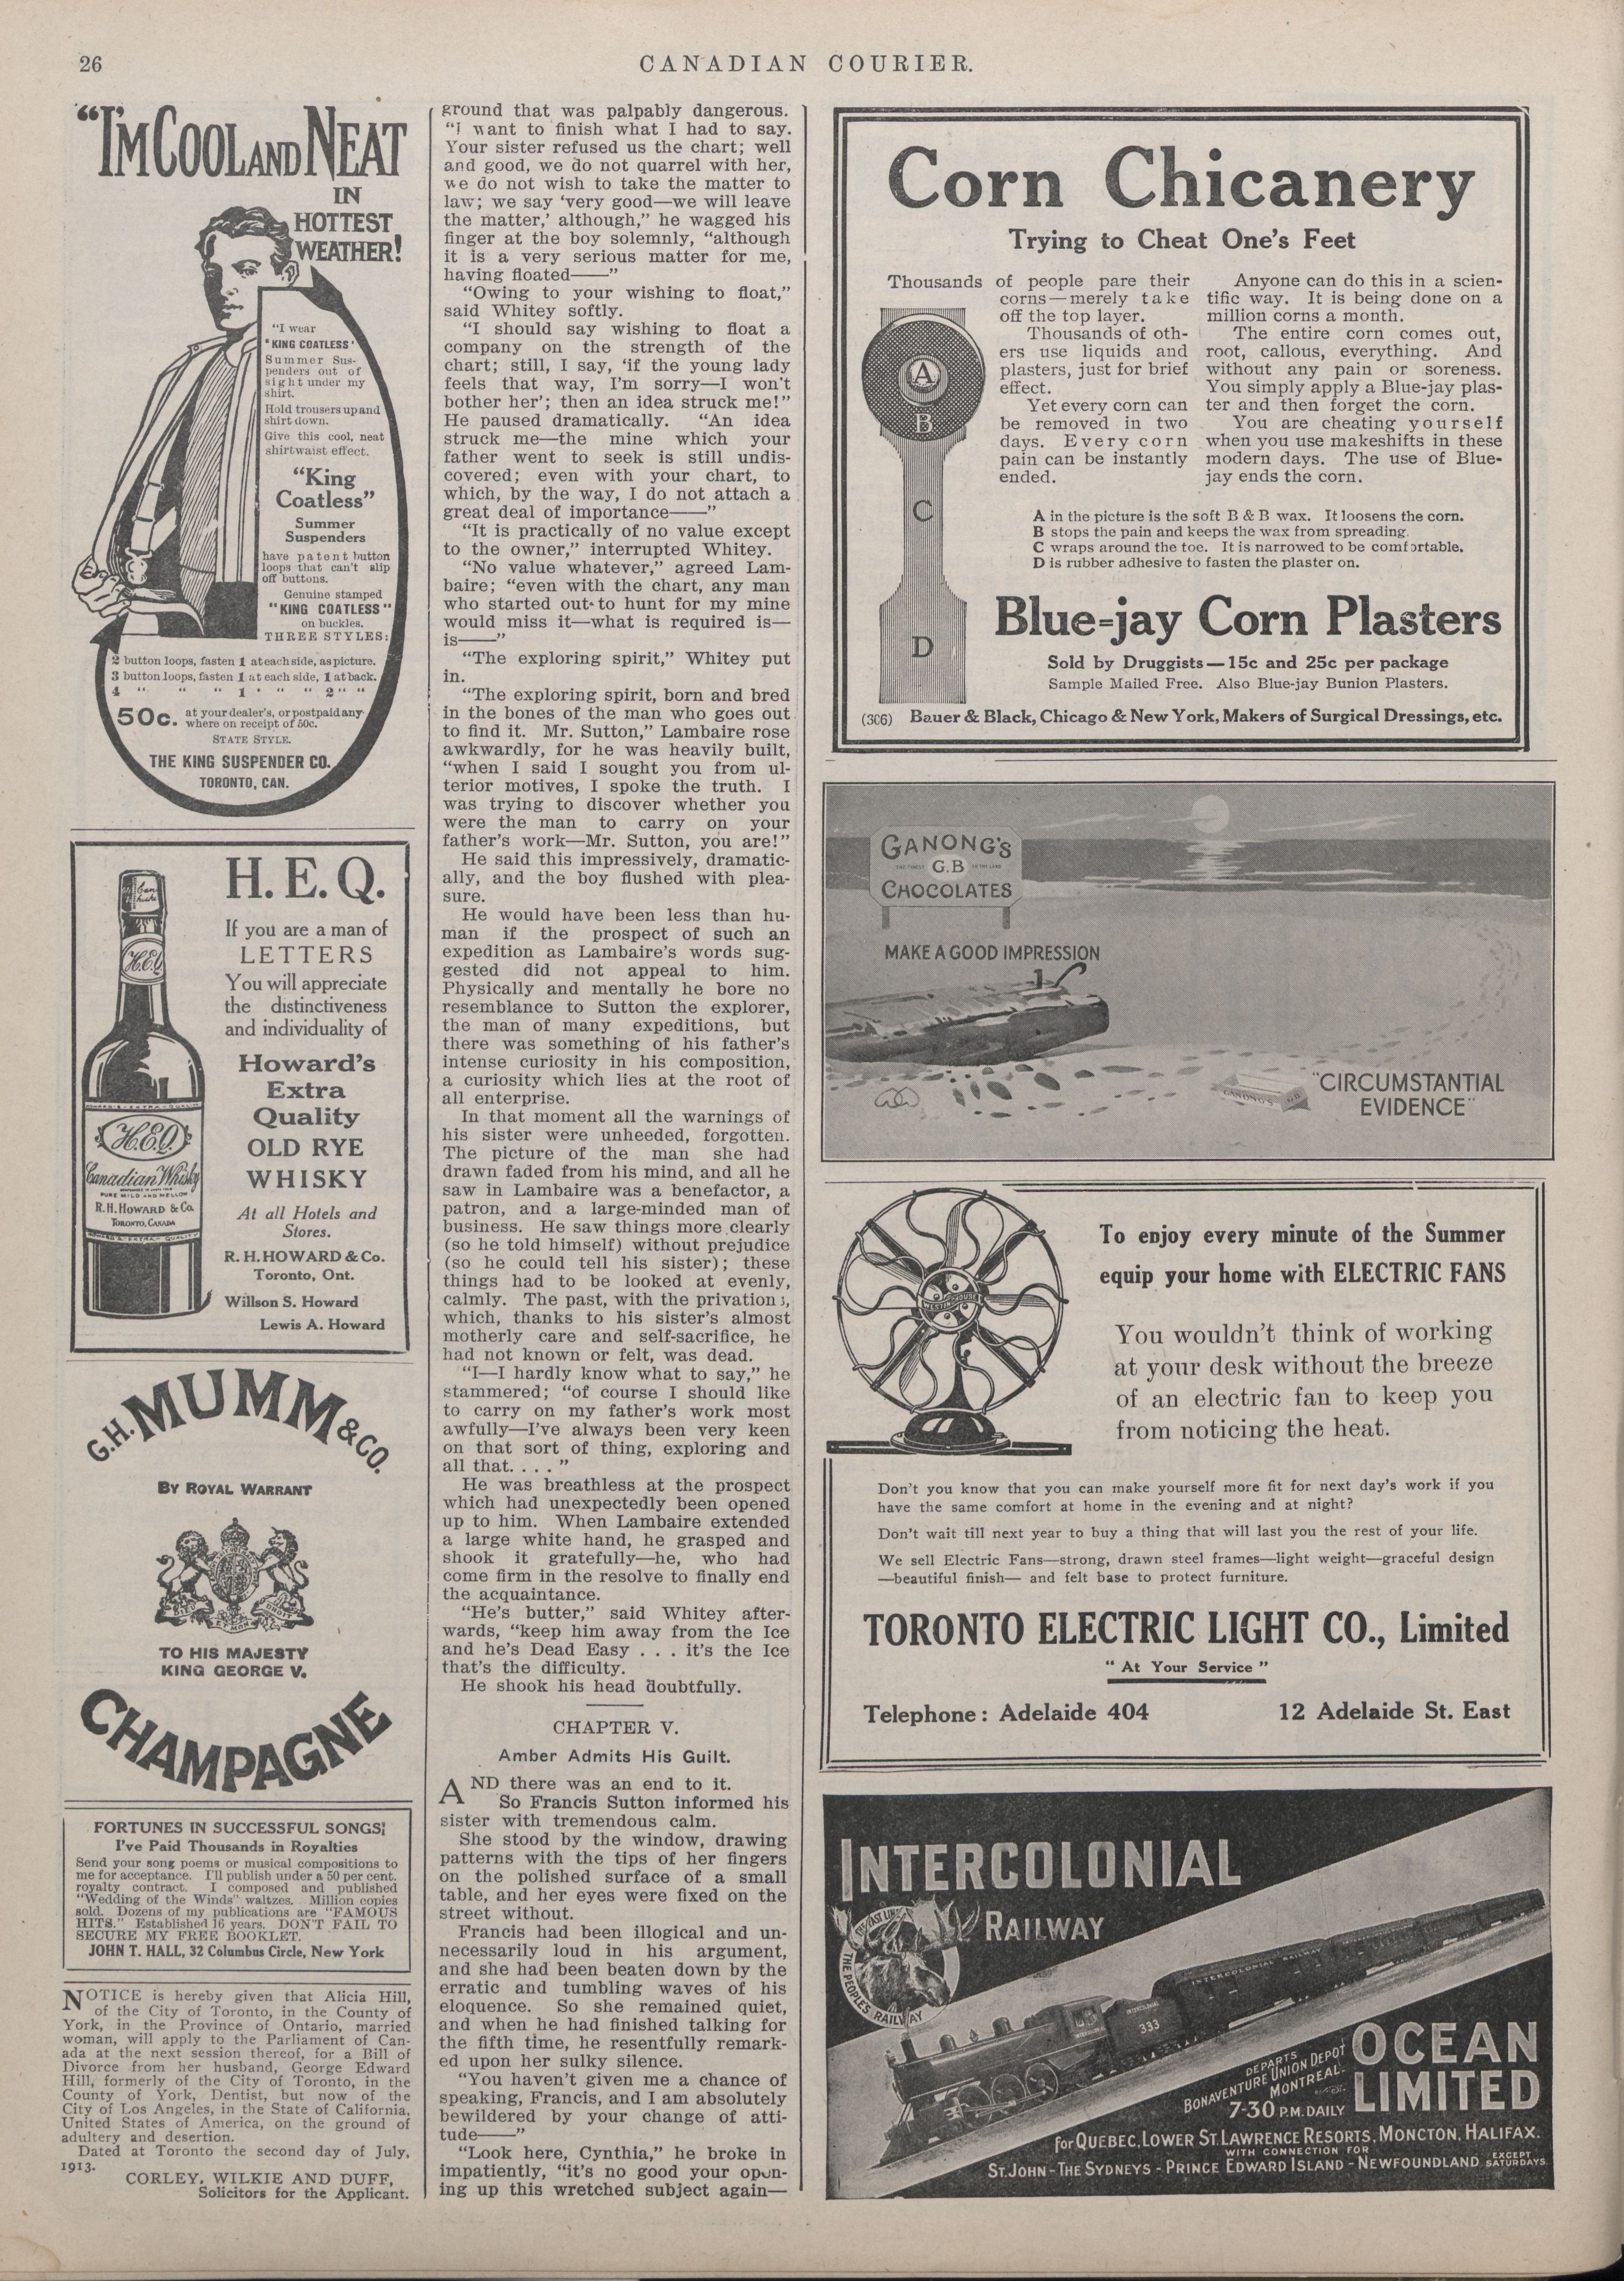 26
CANADIAN COURIER.
"I'M COOL AND NEAT
IN
HOTTEST
WEATHER!
"I wear
"KING COATLESS"
Summer Sus-
penders out of
sight under my
shirt.
Hold trousers up and
shirt down.
Give this cool, neat
shirtwaist effect.
"King
Coatless"
Summer
Suspenders
have patent button
loops that can't slip
off buttons.
Genuine stamped
"KING COATLESS"
on buckles.
THREE STYLES:
2 button loops, fasten 1 at each side, as picture.
3 button loops, fasten 1 at each side, 1 at back.
4 " " " 1 " " 2 " "
50c. at your dealer's, or postpaid any-
where on receipt of 50c.
STATE STYLE.
THE KING SUSPENDER CO.
TORONTO, CAN.
H. E. Q.
If you are a man of
LETTERS
You will appreciate
the distinctiveness
and individuality of
Howard's
Extra
Quality
OLD RYE
WHISKY
At all Hotels and
Stores.
R. H. HOWARD & Co.
Toronto, Ont.
Willson S. Howard
Lewis A. Howard
H.E.Q.
H.E.Q.
Canadian Whisky
PURE MILD AND MELLOW
R.H. HOWARD & Co.
TORONTO, CANADA
G.H. MUMM & CO.
BY ROYAL WARRANT
TO HIS MAJESTY
KING GEORGE V.
CHAMPAGNE
FORTUNES IN SUCCESSFUL SONGS!
I've Paid Thousands in Royalties
Send your song poems or musical compositions to
me for acceptance. I'll publish under a 50 per cent.
royalty contract. I composed and published
"Wedding of the Winds" waltzes. Million copies
sold. Dozens of my publications are "FAMOUS
HITS." Established 16 years. DON'T FAIL TO
SECURE MY FREE BOOKLET.
JOHN T. HALL, 32 Columbus Circle, New York
NOTICE is hereby given that Alicia Hill,
of the City of Toronto, in the County of
York, in the Province of Ontario, married
woman, will apply to the Parliament of Can-
ada at the next session thereof, for a Bill of
Divorce from her husband, George Edward
Hill, formerly of the City of Toronto, in the
County of York, Dentist, but now of the
City of Los Angeles, in the State of California,
United States of America, on the ground of
adultery and desertion.
Dated at Toronto the second day of July,
1913.
CORLEY, WILKIE AND DUFF,
Solicitors for the Applicant.
ground that was palpably dangerous.
"I want to finish what I had to say.
Your sister refused us the chart; well
and good, we do not quarrel with her,
we do not wish to take the matter to
law; we say 'very good—we will leave
the matter,' although," he wagged his
finger at the boy solemnly, "although
it is a very serious matter for me,
having floated——"
"Owing to your wishing to float,"
said Whitey softly.
"I should say wishing to float a
company on the strength of the
chart; still, I say, 'if the young lady
feels that way, I'm sorry—I won't
bother her'; then an idea struck me!"
He paused dramatically. "An idea
struck me—the mine which your
father went to seek is still undis-
covered; even with your chart, to
which, by the way, I do not attach a
great deal of importance——"
"It is practically of no value except
to the owner," interrupted Whitey.
"No value whatever," agreed Lam-
baire; "even with the chart, any man
who started out to hunt for my mine
would miss it—what is required is—
is——"
"The exploring spirit," Whitey put
in.
"The exploring spirit, born and bred
in the bones of the man who goes out
to find it. Mr. Sutton," Lambaire rose
awkwardly, for he was heavily built,
"when I said I sought you from ul-
terior motives, I spoke the truth. I
was trying to discover whether you
were the man to carry on your
father's work—Mr. Sutton, you are!"
He said this impressively, dramatic-
ally, and the boy flushed with plea-
sure.
He would have been less than hu-
man if the prospect of such an
expedition as Lambaire's words sug-
gested did not appeal to him.
Physically and mentally he bore no
resemblance to Sutton the explorer,
the man of many expeditions, but
there was something of his father's
intense curiosity in his composition,
a curiosity which lies at the root of
all enterprise.
In that moment all the warnings of
his sister were unheeded, forgotten.
The picture of the man she had
drawn faded from his mind, and all he
saw in Lambaire was a benefactor, a
patron, and a large-minded man of
business. He saw things more clearly
(so he told himself) without prejudice
(so he could tell his sister); these
things had to be looked at evenly,
calmly. The past, with the privations,
which, thanks to his sister's almost
motherly care and self-sacrifice, he
had not known or felt, was dead.
"I—I hardly know what to say," he
stammered; "of course I should like
to carry on my father's work most
awfully—I've always been very keen
on that sort of thing, exploring and
all that. . . . "
He was breathless at the prospect
which had unexpectedly been opened
up to him. When Lambaire extended
a large white hand, he grasped and
shook it gratefully—he, who had
come firm in the resolve to finally end
the acquaintance.
"He's butter," said Whitey after-
wards, "keep him away from the Ice
and he's Dead Easy . . . it's the Ice
that's the difficulty.
He shook his head doubtfully.
CHAPTER V.
Amber Admits His Guilt.
AND there was an end to it.
So Francis Sutton informed his
sister with tremendous calm.
She stood by the window, drawing
patterns with the tips of her fingers
on the polished surface of a small
table, and her eyes were fixed on the
street without.
Francis had been illogical and un-
necessarily loud in his argument,
and she had been beaten down by the
erratic and tumbling waves of his
eloquence. So she remained quiet,
and when he had finished talking for
the fifth time, he resentfully remark-
ed upon her sulky silence.
"You haven't given me a chance of
speaking, Francis, and I am absolutely
bewildered by your change of atti-
tude——"
"Look here, Cynthia," he broke in
impatiently, "it's no good your open-
ing up this wretched subject again—
Corn Chicanery
Trying to Cheat One's Feet
Thousands of people pare their
corns—merely take
off the top layer.
Thousands of oth-
ers use liquids and
plasters, just for brief
effect.
Yet every corn can
be removed in two
days. Every corn
pain can be instantly
ended.
Anyone can do this in a scien-
tific way. It is being done on a
million corns a month.
The entire corn comes out,
root, callous, everything. And
without any pain or soreness.
You simply apply a Blue-jay plas-
ter and then forget the corn.
You are cheating yourself
when you use makeshifts in these
modern days. The use of Blue-
jay ends the corn.
A
B
C
D
A in the picture is the soft B & B wax. It loosens the corn.
B stops the pain and keeps the wax from spreading.
C wraps around the toe. It is narrowed to be comfortable.
D is rubber adhesive to fasten the plaster on.
Blue-jay Corn Plasters
Sold by Druggists—15c and 25c per package
Sample Mailed Free. Also Blue-jay Bunion Plasters.
(306) Bauer & Black, Chicago & New York, Makers of Surgical Dressings, etc.
GANONG'S
THE FINEST G.B IN THE LAND
CHOCOLATES
MAKE A GOOD IMPRESSION
GANONG'S G.B.
"CIRCUMSTANTIAL
EVIDENCE"
WESTINGHOUSE
To enjoy every minute of the Summer
equip your home with ELECTRIC FANS
You wouldn't think of working
at your desk without the breeze
of an electric fan to keep you
from noticing the heat.
Don't you know that you can make yourself more fit for next day's work if you
have the same comfort at home in the evening and at night?
Don't wait till next year to buy a thing that will last you the rest of your life.
We sell Electric Fans—strong, drawn steel frames—light weight—graceful design
—beautiful finish— and felt base to protect furniture.
TORONTO ELECTRIC LIGHT CO., Limited
"At Your Service"
Telephone: Adelaide 404 12 Adelaide St. East
INTERCOLONIAL
RAILWAY
THE FAST LINE
THE PEOPLES RAILWAY
INTERCOLONIAL RAILWAY
INTERCOLONIAL
333
DEPARTS
BONAVENTURE UNION DEPOT
MONTREAL.
7-30 P.M. DAILY
OCEAN
LIMITED
for QUEBEC, LOWER ST. LAWRENCE RESORTS, MONCTON, HALIFAX.
WITH CONNECTION FOR
ST. JOHN - THE SYDNEYS - PRINCE EDWARD ISLAND - NEWFOUNDLAND EXCEPT
SATURDAYS